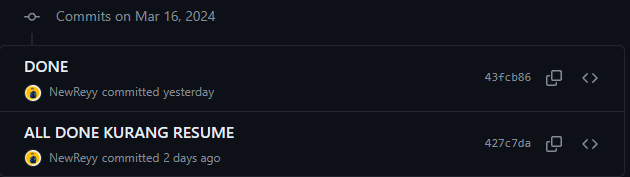 Commits on Mar 16, 2024
DONE
43fcb86
NewReyy committed yesterday
ALL DONE KURANG RESUME
427c7da
NewReyy committed 2 days ago